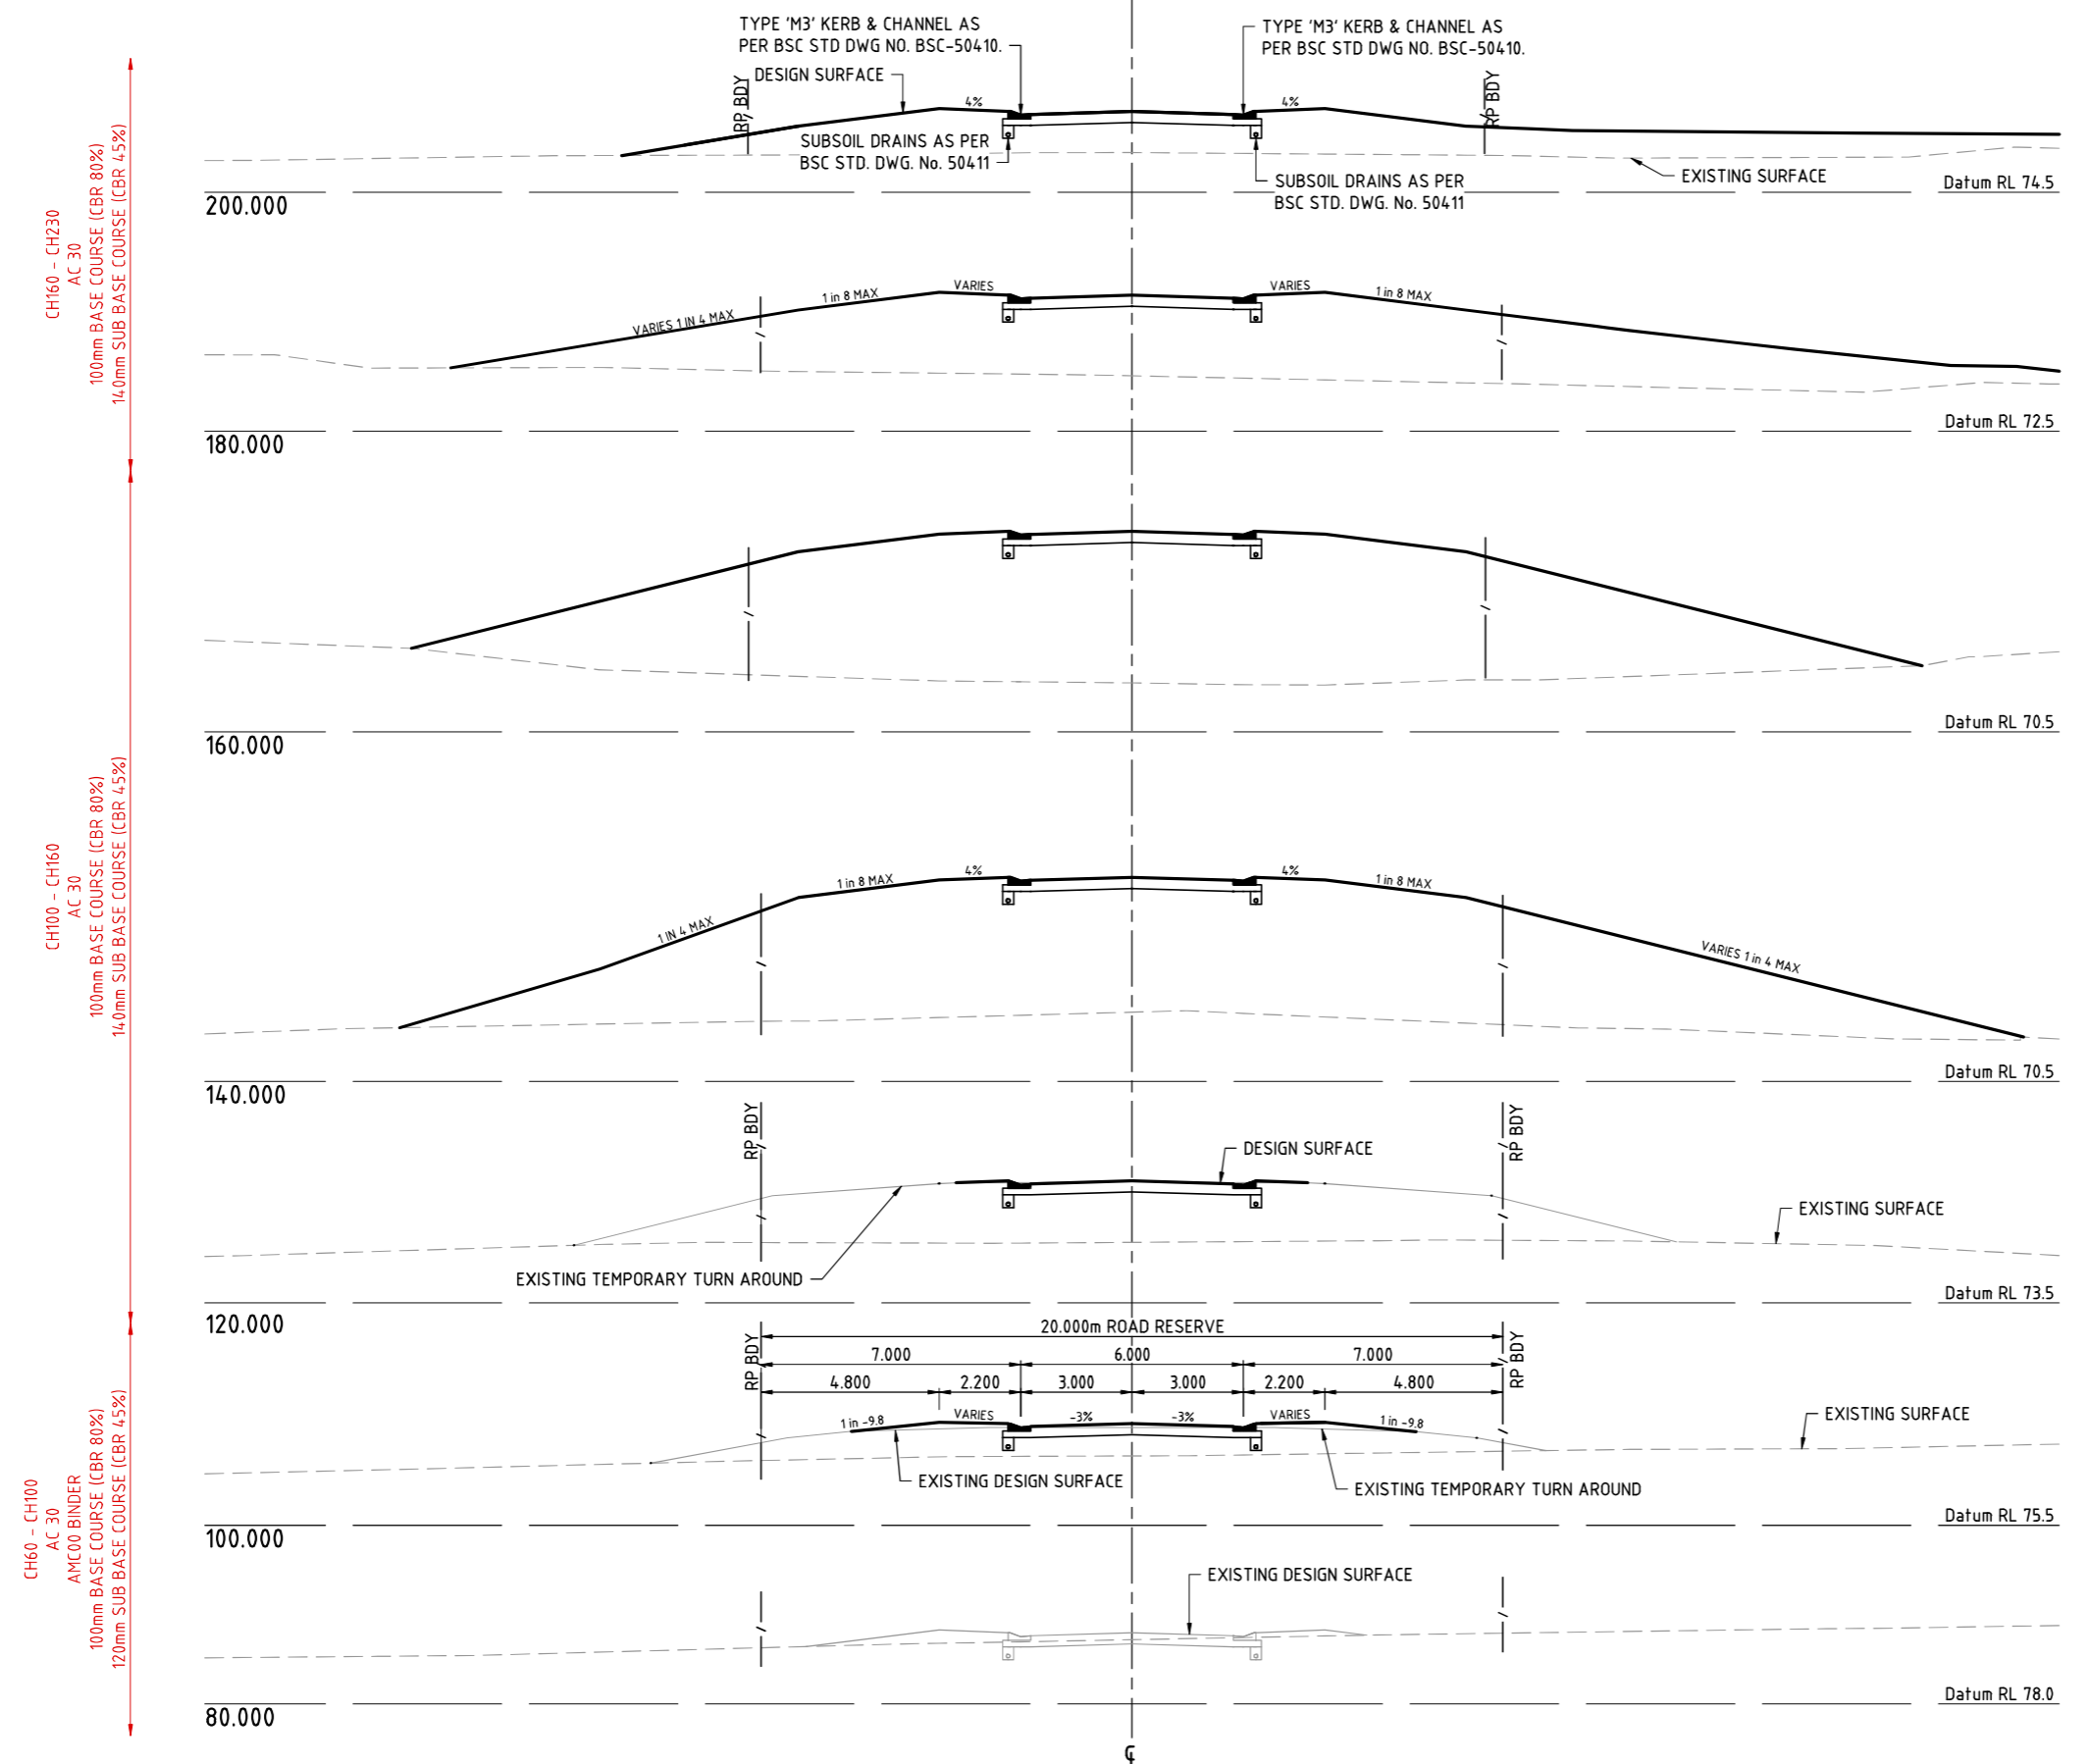 TYPE 'M3' KERB & CHANNEL AS
PER BSC STD DWG NO. BSC-50410.
TYPE 'M3' KERB & CHANNEL AS
PER BSC STD DWG NO. BSC-50410.
DESIGN SURFACE
RP BDY
RP BDY
4%
4%
SUBSOIL DRAINS AS PER
BSC STD. DWG. No. 50411
SUBSOIL DRAINS AS PER
BSC STD. DWG. No. 50411
EXISTING SURFACE
Datum RL 74.5
200.000
CH160 - CH230
AC 30
100mm BASE COURSE (CBR 80%)
140mm SUB BASE COURSE (CBR 45%)
VARIES 1 IN 4 MAX
1 in 8 MAX
VARIES
VARIES
1 in 8 MAX
Datum RL 72.5
180.000
Datum RL 70.5
160.000
CH100 - CH160
AC 30
100mm BASE COURSE (CBR 80%)
140mm SUB BASE COURSE (CBR 45%)
1 IN 4 MAX
1 in 8 MAX
4%
4%
1 in 8 MAX
VARIES 1 in 4 MAX
Datum RL 70.5
140.000
RP BDY
RP BDY
DESIGN SURFACE
EXISTING SURFACE
EXISTING TEMPORARY TURN AROUND
Datum RL 73.5
120.000
20.000m ROAD RESERVE
RP BDY
RP BDY
7.000
6.000
7.000
4.800
2.200
3.000
3.000
2.200
4.800
1 in -9.8
VARIES
-3%
-3%
VARIES
1 in -9.8
EXISTING SURFACE
EXISTING DESIGN SURFACE
EXISTING TEMPORARY TURN AROUND
Datum RL 75.5
100.000
CH60 - CH100
AC 30
AMC00 BINDER
100mm BASE COURSE (CBR 80%)
120mm SUB BASE COURSE (CBR 45%)
EXISTING DESIGN SURFACE
Datum RL 78.0
80.000
℄